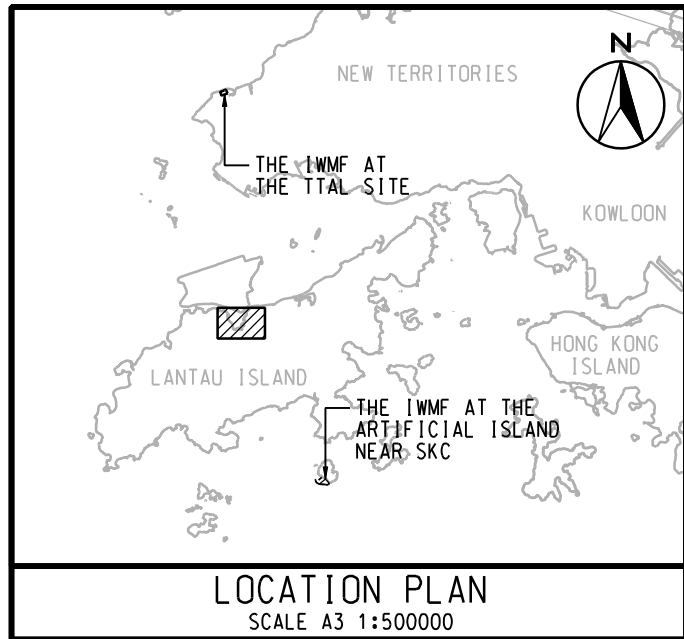 N
NEW TERRITORIES
THE IWMF AT
THE TTAL SITE
KOWLOON
HONG KONG
ISLAND
LANTAU ISLAND
THE IWMF AT THE
ARTIFICIAL ISLAND
NEAR SKC
LOCATION PLAN
SCALE A3 1:500000